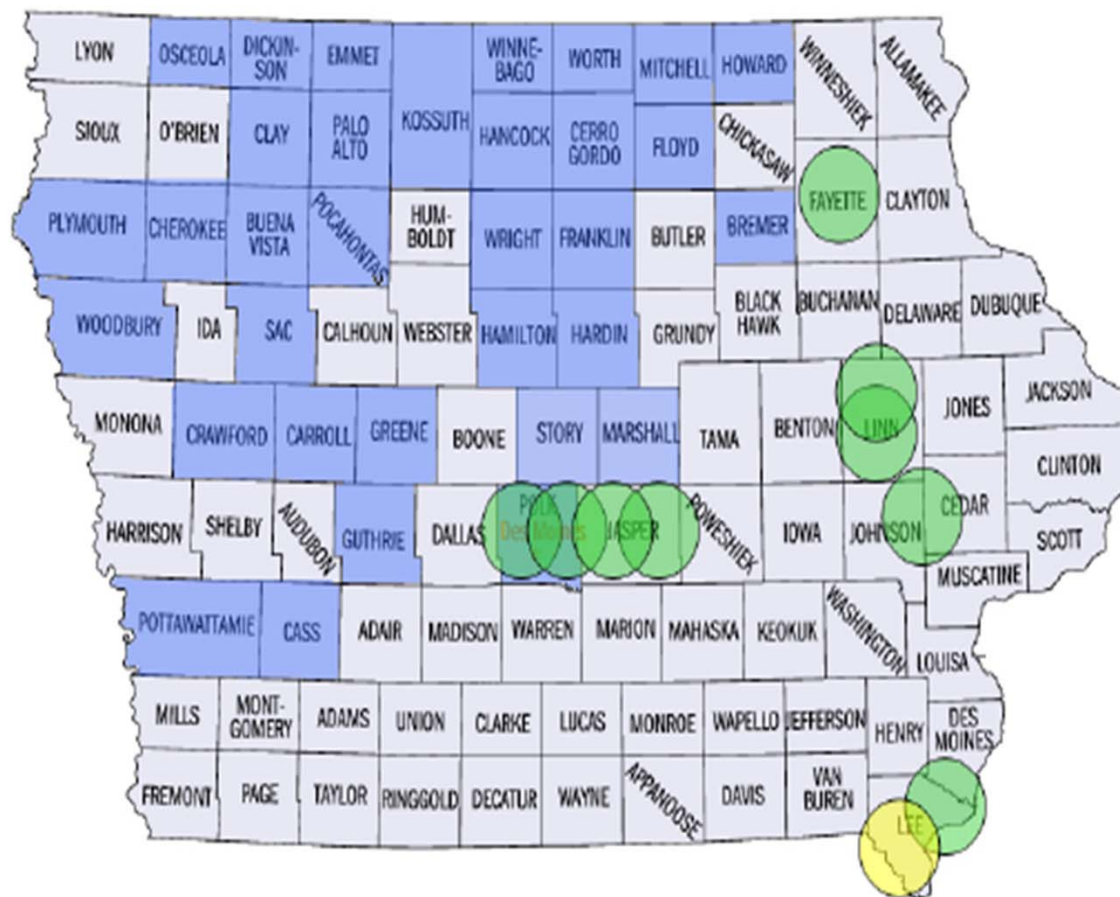 LYON
OSCEOLA
DICKIN-
SON
EMMET
WINNE-
BAGO
WORTH
MITCHELL
HOWARD
WINNESHIEK
ALLAMAKEE
SIOUX
O'BRIEN
CLAY
PALO
ALTO
KOSSUTH
HANCOCK
CERRO
GORDO
FLOYD
CHICKASAW
PLYMOUTH
CHEROKEE
BUENA
VISTA
POCAHONTAS
HUM-
BOLDT
WRIGHT
FRANKLIN
BUTLER
BREMER
FAYETTE
CLAYTON
WOODBURY
IDA
SAC
CALHOUN
WEBSTER
HAMILTON
HARDIN
GRUNDY
BLACK
HAWK
BUCHANAN
DELAWARE
DUBUQUE
MONONA
CRAWFORD
CARROLL
GREENE
BOONE
STORY
MARSHALL
TAMA
BENTON
LINN
JONES
JACKSON
CLINTON
HARRISON
SHELBY
AUDUBON
GUTHRIE
DALLAS
POLK
Des Moines
JASPER
POWESHIEK
IOWA
JOHNSON
CEDAR
SCOTT
MUSCATINE
POTTAWATTAMIE
CASS
ADAIR
MADISON
WARREN
MARION
MAHASKA
KEOKUK
WASHINGTON
LOUISA
MILLS
MONT-
GOMERY
ADAMS
UNION
CLARKE
LUCAS
MONROE
WAPELLO
JEFFERSON
HENRY
DES
MOINES
FREMONT
PAGE
TAYLOR
RINGGOLD
DECATUR
WAYNE
APPANOOSE
DAVIS
VAN
BUREN
LEE